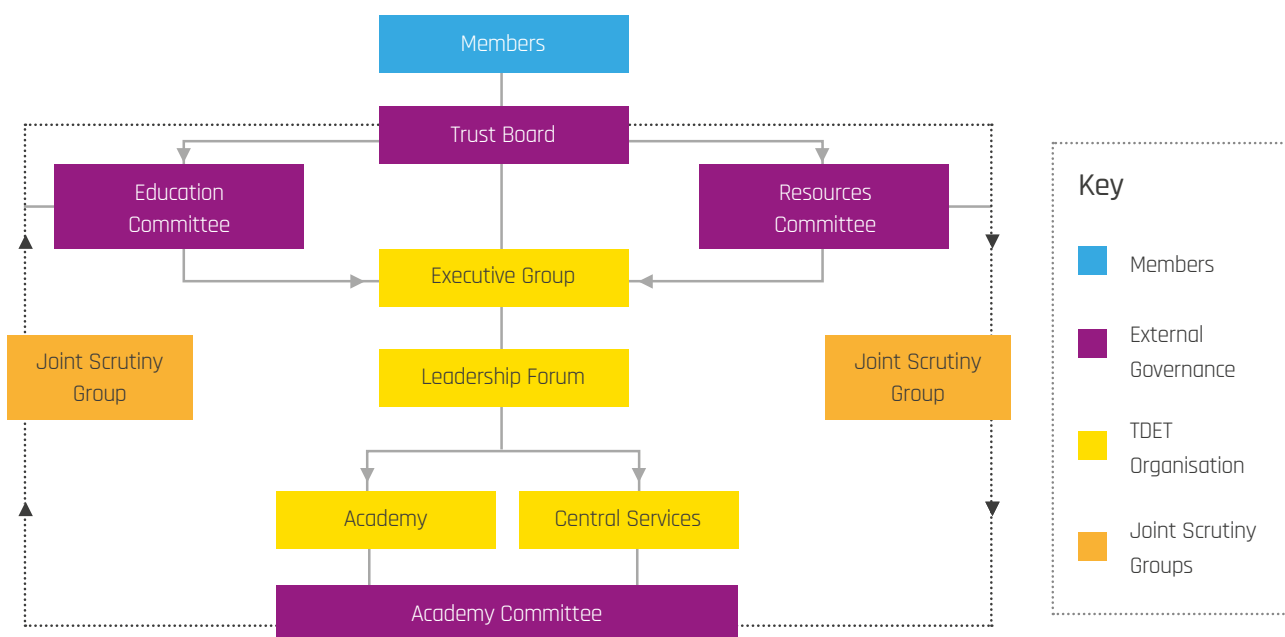 Members
Trust Board
Education
Committee
Resources
Committee
Executive Group
Joint Scrutiny
Group
Leadership Forum
Joint Scrutiny
Group
Academy
Central Services
Academy Committee
Key
Members
External
Governance
TDET
Organisation
Joint Scrutiny
Groups